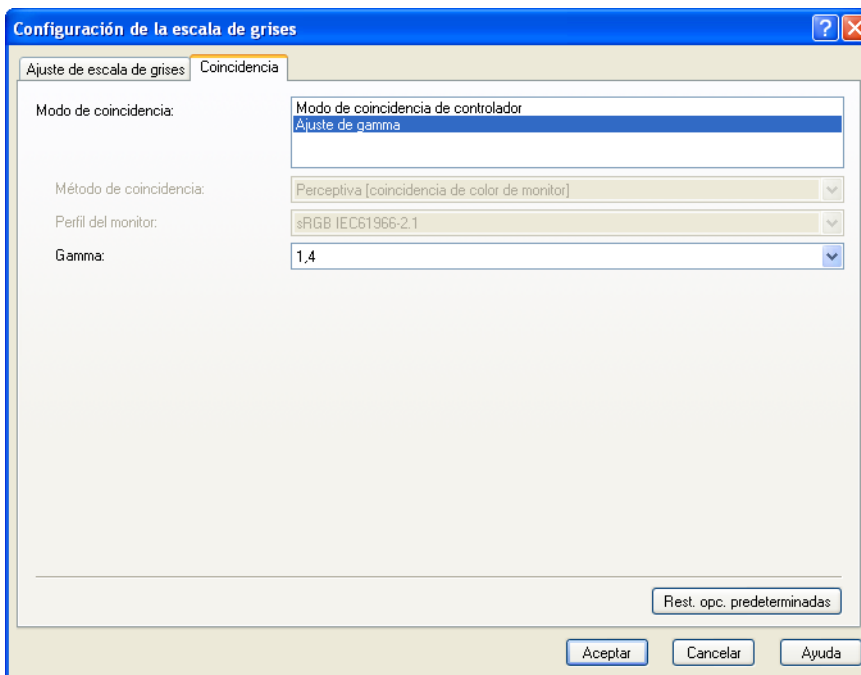 Configuración de la escala de grises
Ajuste de escala de grises Coincidencia
Modo de coincidencia: Modo de coincidencia de controlador
Ajuste de gamma
Método de coincidencia: Perceptiva [coincidencia de color de monitor]
Perfil del monitor: sRGB IEC61966-2.1
Gamma: 1,4
Rest. opc. predeterminadas
Aceptar Cancelar Ayuda